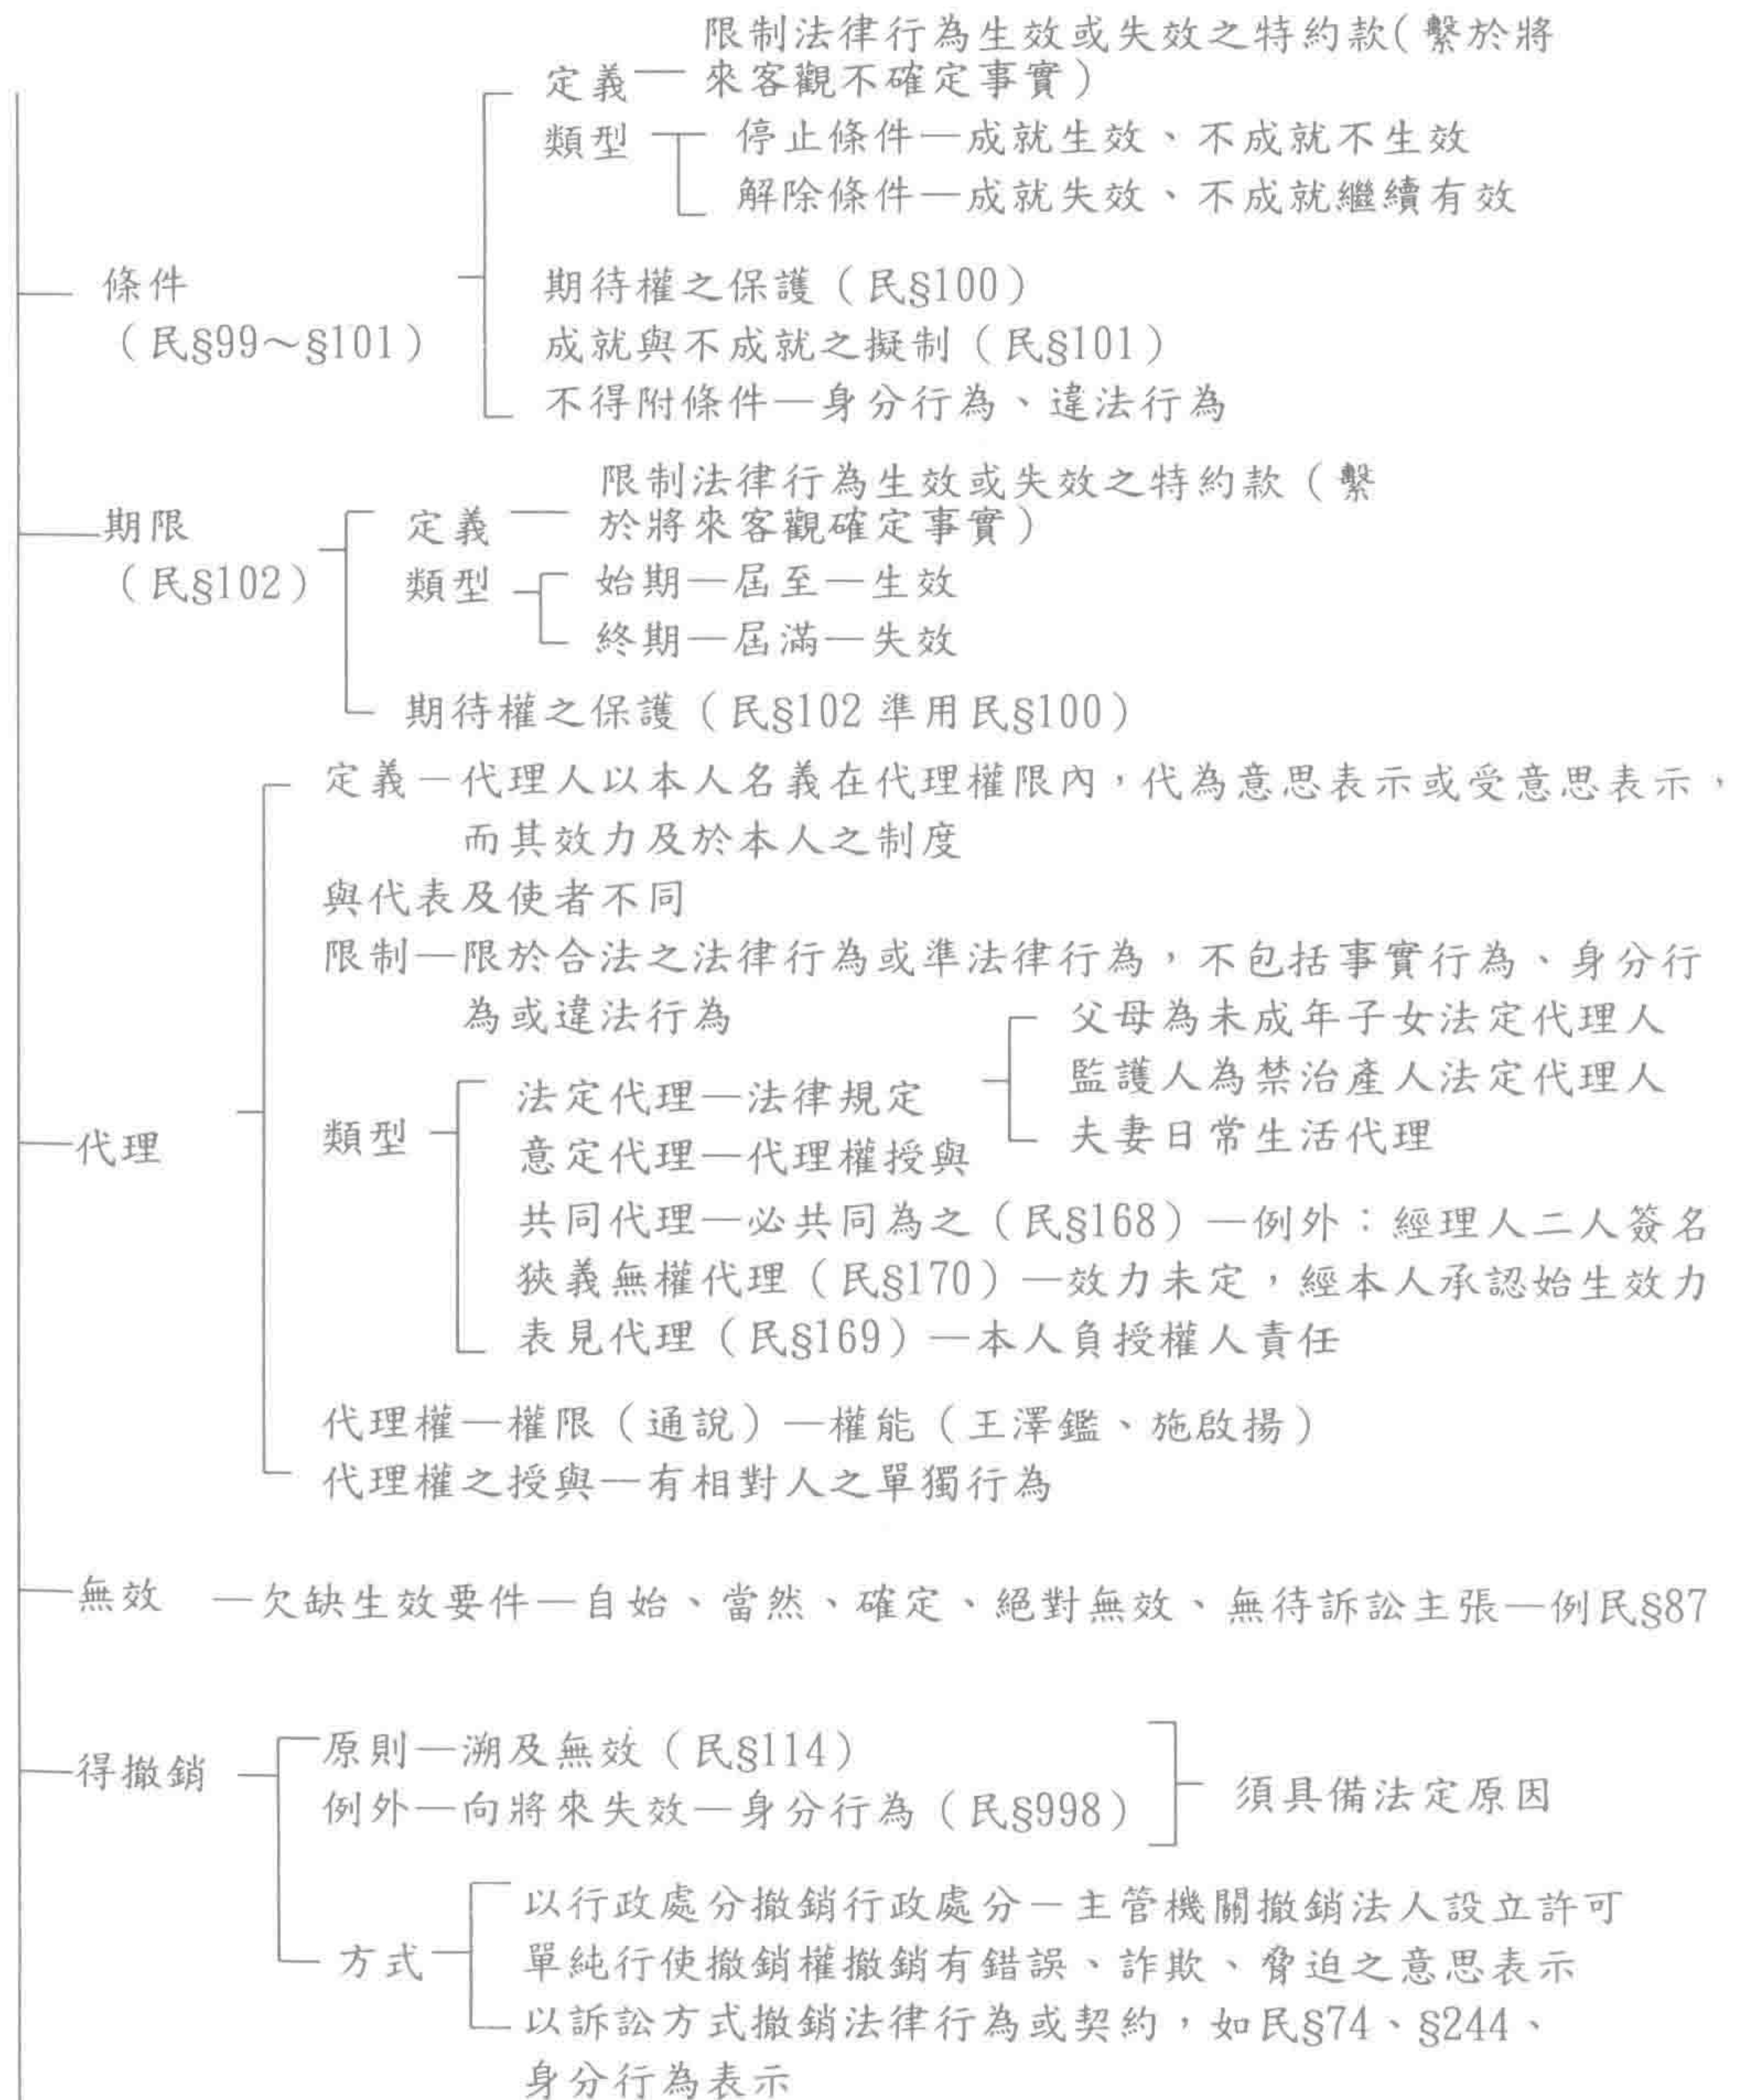 限制法律行為生效或失效之特約款（繫於將
定義—來客觀不確定事實）
類型
停止條件—成就生效、不成就不生效
解除條件—成就失效、不成就繼續有效
條件
（民§99～§101）
期待權之保護（民§100）
成就與不成就之擬制（民§101）
不得附條件—身分行為、違法行為
限制法律行為生效或失效之特約款（繫
期限
（民§102）
定義—於將來客觀確定事實）
類型
始期—屆至—生效
終期—屆滿—失效
期待權之保護（民§102 準用民§100）
代理
定義—代理人以本人名義在代理權限內，代為意思表示或受意思表示，
而其效力及於本人之制度
與代表及使者不同
限制—限於合法之法律行為或準法律行為，不包括事實行為、身分行
為或違法行為
類型
法定代理—法律規定
父母為未成年子女法定代理人
監護人為禁治產人法定代理人
夫妻日常生活代理
意定代理—代理權授與
共同代理—必共同為之（民§168）—例外：經理人二人簽名
狹義無權代理（民§170）—效力未定，經本人承認始生效力
表見代理（民§169）—本人負授權人責任
代理權—權限（通說）—權能（王澤鑑、施啟揚）
代理權之授與—有相對人之單獨行為
無效—欠缺生效要件—自始、當然、確定、絕對無效、無待訴訟主張—例民§87
得撤銷
原則—溯及無效（民§114）
例外—向將來失效—身分行為（民§998）
須具備法定原因
方式
以行政處分撤銷行政處分—主管機關撤銷法人設立許可
單純行使撤銷權撤銷有錯誤、詐欺、脅迫之意思表示
以訴訟方式撤銷法律行為或契約，如民§74、§244、
身分行為表示